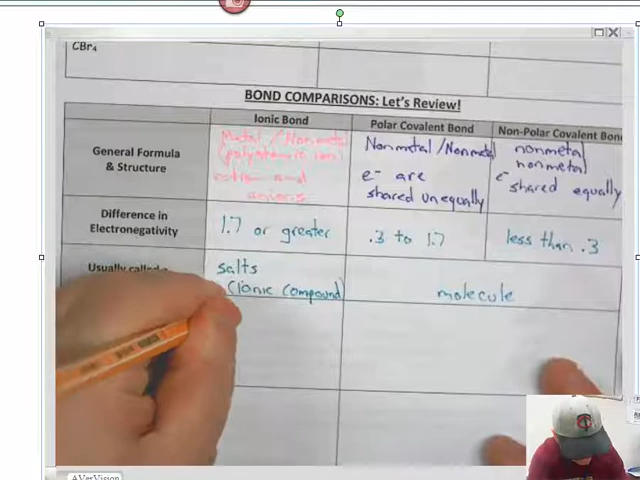 CBr₄
BOND COMPARISONS: Let's Review!
Ionic Bond
Polar Covalent Bond
Non-Polar Covalent Bond
General Formula
& Structure
Metal / Nonmetal
(polyatomic ion)
cation and
anions
Nonmetal / Nonmetal
e⁻ are
shared unequally
nonmetal
nonmetal
e⁻ shared equally
Difference in
Electronegativity
1.7 or greater
.3 to 1.7
less than .3
Usually called a
salts
(Ionic Compound)
molecule
AVerVision